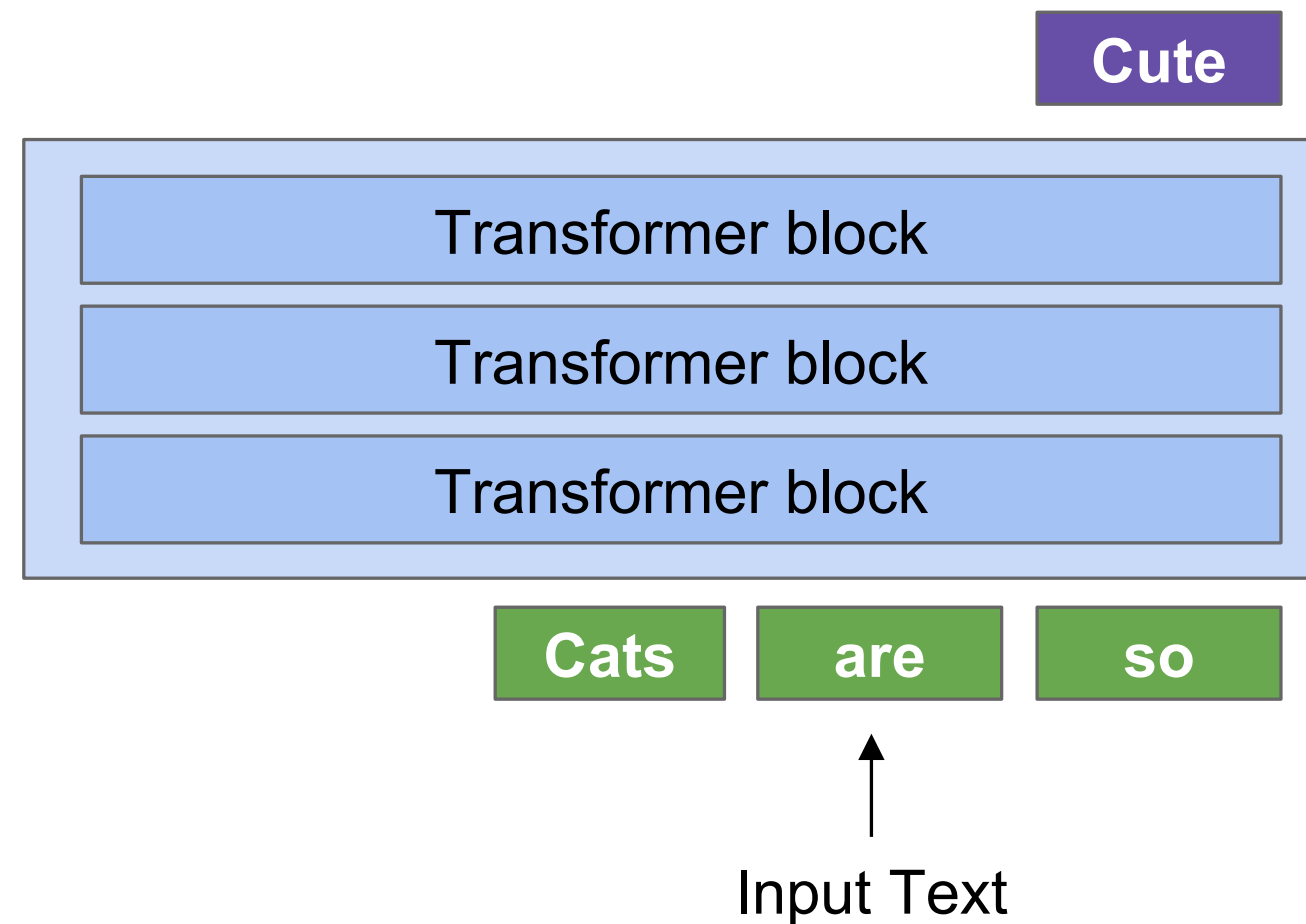 Cute
Transformer block
Transformer block
Transformer block
Cats are so
Input Text